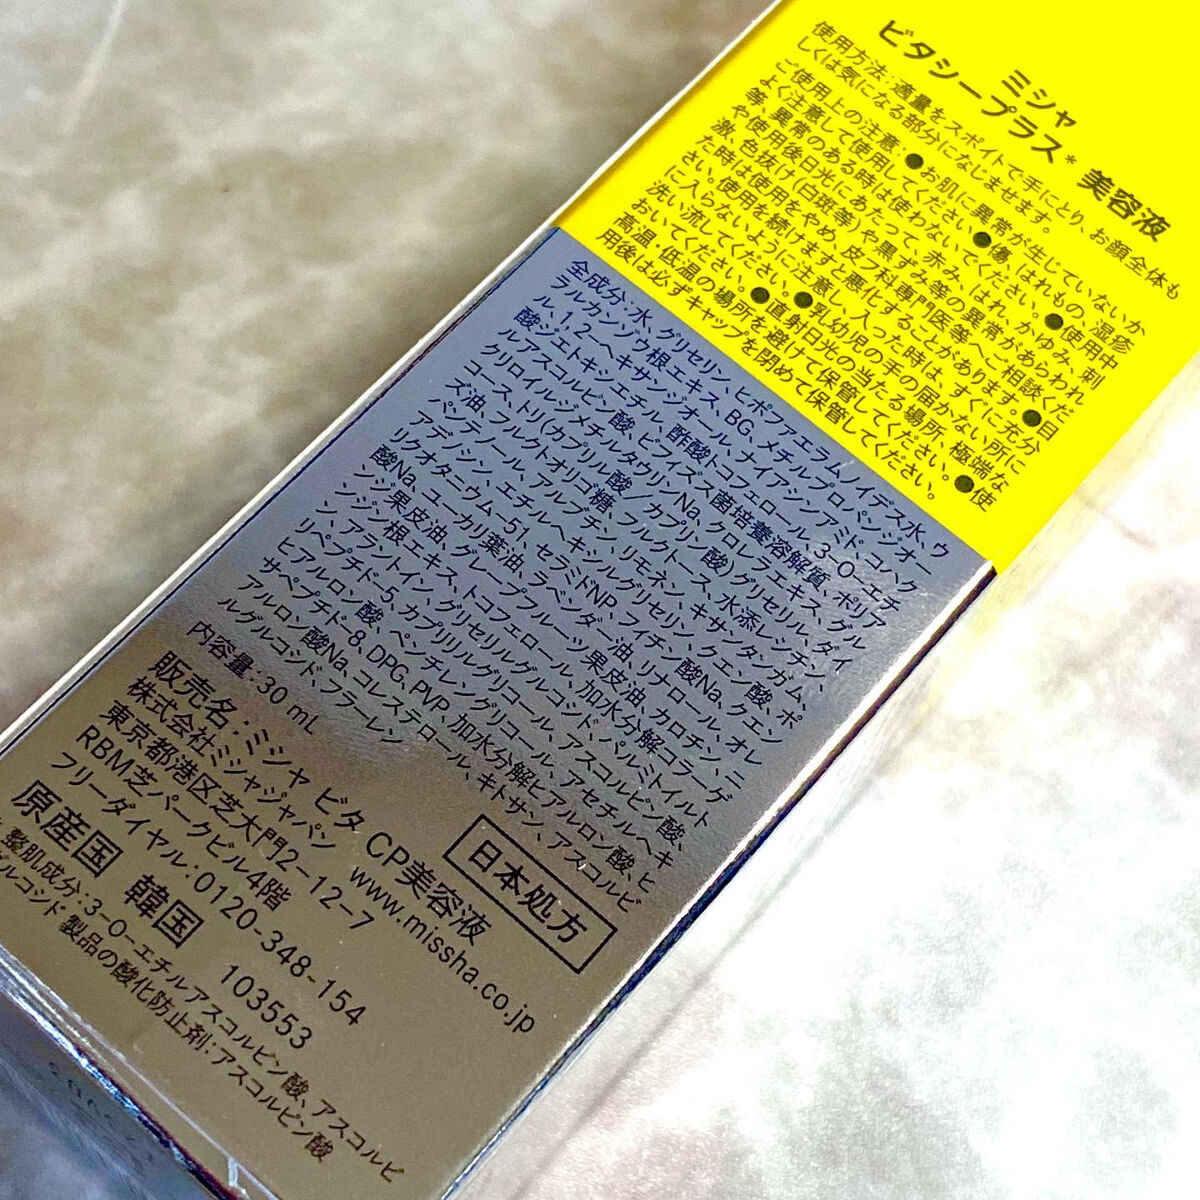 ミシャ
ビタシープラス* 美容液
使用方法:適量をスポイトで手にとり、お顔全体も
しくは気になる部分になじませます。
ご使用上の注意:●お肌に異常が生じていないか
よく注意して使用してください。●傷、はれもの、湿疹
等、異常のある時は使わないでください。●使用中
や使用後日光にあたって、赤み、はれ、かゆみ、刺
激、色抜け(白斑等)や黒ずみ等の異常があらわれ
た時は使用をやめ、皮フ科専門医等へご相談くだ
さい。使用を続けますと悪化することがあります。●目
に入らないように注意し、入った時は、すぐに充分
洗い流してください。●乳幼児の手の届かない所に
おいてください。●直射日光の当たる場所、極端な
高温・低温の場所を避けて保管してください。●使
用後は必ずキャップを閉めて保管してください。
全成分:水、グリセリン、ヒポファエラムノイデス水、ウ
ラルカンゾウ根エキス、BG、メチルプロパンジオー
ル、1,2-ヘキサンジオール、ナイアシンアミド、コハク
酸ジエトキシエチル、酢酸トコフェロール、3-O-エチ
ルアスコルビン酸、ビフィズス菌培養溶解質、ポリア
クリロイルジメチルタウリンNa、クロレラエキス、グル
コース、トリ(カプリル酸/カプリン酸)グリセリル、ダイ
ズ油、フルクトオリゴ糖、フルクトース、水添レシチン、
パンテノール、アルブチン、リモネン、キサンタンガム、
アデノシン、エチルヘキシルグリセリン、クエン酸、ポ
リクオタニウム-51、セラミドNP、フィチン酸Na、クエン
酸Na、ユーカリ葉油、ラベンダー油、リナロール、オレ
ンジ果皮油、グレープフルーツ果皮油、カロチン、ニ
ンジン根エキス、トコフェロール、加水分解コラーゲ
ン、アラントイン、グリセリルグルコシド、パルミトイルト
リペプチド-5、カプリリルグリコール、アスコルビン酸、
ヒアルロン酸、ペンチレングリコール、アセチルヘキ
サペプチド-8、DPG、PVP、加水分解ヒアルロン酸、ヒ
アルロン酸Na、コレステロール、キトサン、アスコルビ
ルグルコシド、フラーレン
内容量:30 mL
日本処方
販売名:ミシャ ビタ CP美容液
株式会社ミシャジャパン www.missha.co.jp
東京都港区芝大門2-12-7
RBM芝パークビル4階
フリーダイヤル:0120-348-154
原産国 韓国 103553
整肌成分:3-O-エチルアスコルビン酸、アスコルビ
グルコシド、製品の酸化防止剤:アスコルビン酸